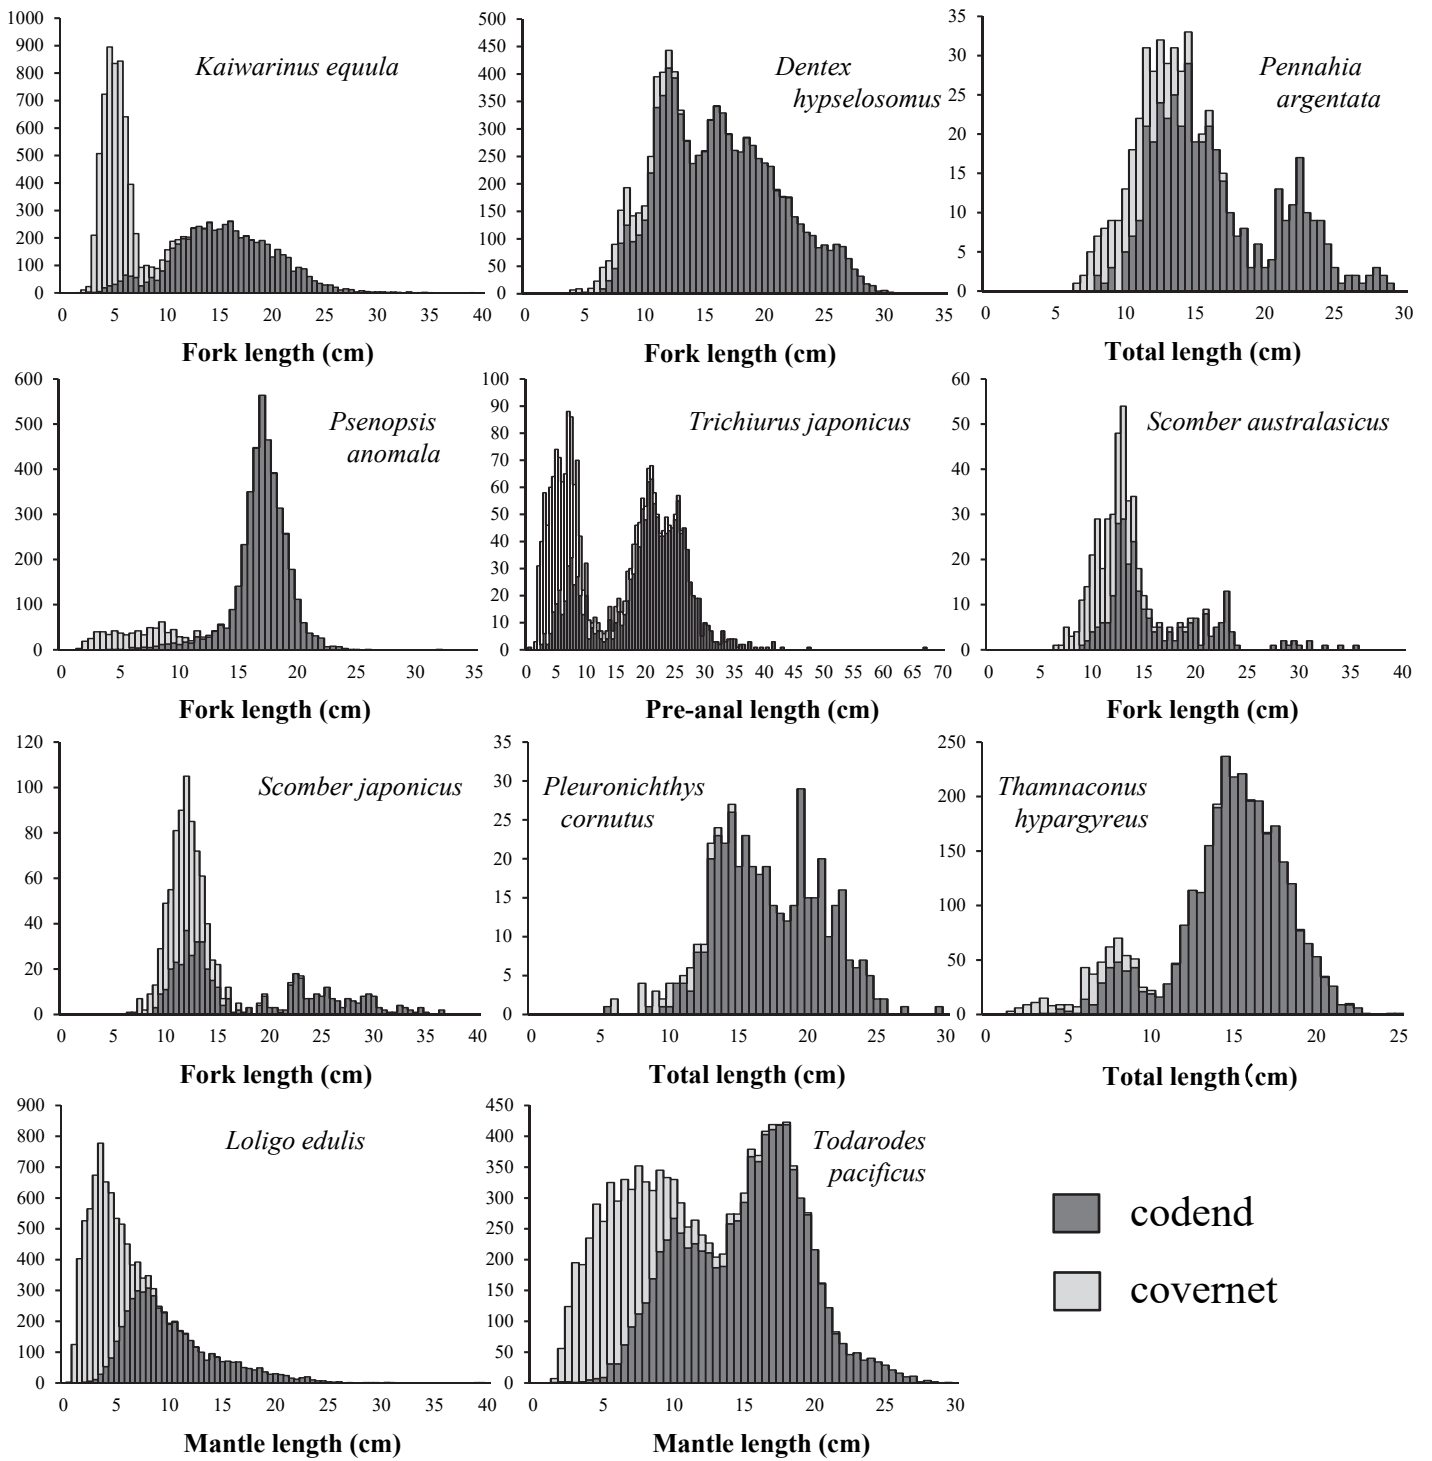 1000
900
800
700
600
500
400
300
200
100
0
Kaiwarinus equula
0 5 10 15 20 25 30 35 40
Fork length (cm)
500
450
400
350
300
250
200
150
100
50
0
Dentex
hypselosomus
0 5 10 15 20 25 30 35
Fork length (cm)
35
30
25
20
15
10
5
0
Pennahia
argentata
0 5 10 15 20 25 30
Total length (cm)
600
500
400
300
200
100
0
Psenopsis
anomala
0 5 10 15 20 25 30 35
Fork length (cm)
100
90
80
70
60
50
40
30
20
10
0
Trichiurus japonicus
0 5 10 15 20 25 30 35 40 45 50 55 60 65 70
Pre-anal length (cm)
60
50
40
30
20
10
0
Scomber australasicus
0 5 10 15 20 25 30 35 40
Fork length (cm)
120
100
80
60
40
20
0
Scomber japonicus
0 5 10 15 20 25 30 35 40
Fork length (cm)
35
30
25
20
15
10
5
0
Pleuronichthys
cornutus
0 5 10 15 20 25 30
Total length (cm)
250
200
150
100
50
0
Thamnaconus
hypargyreus
0 5 10 15 20 25
Total length（cm)
900
800
700
600
500
400
300
200
100
0
Loligo edulis
0 5 10 15 20 25 30 35 40
Mantle length (cm)
450
400
350
300
250
200
150
100
50
0
Todarodes
pacificus
0 5 10 15 20 25 30
Mantle length (cm)
codend
covernet